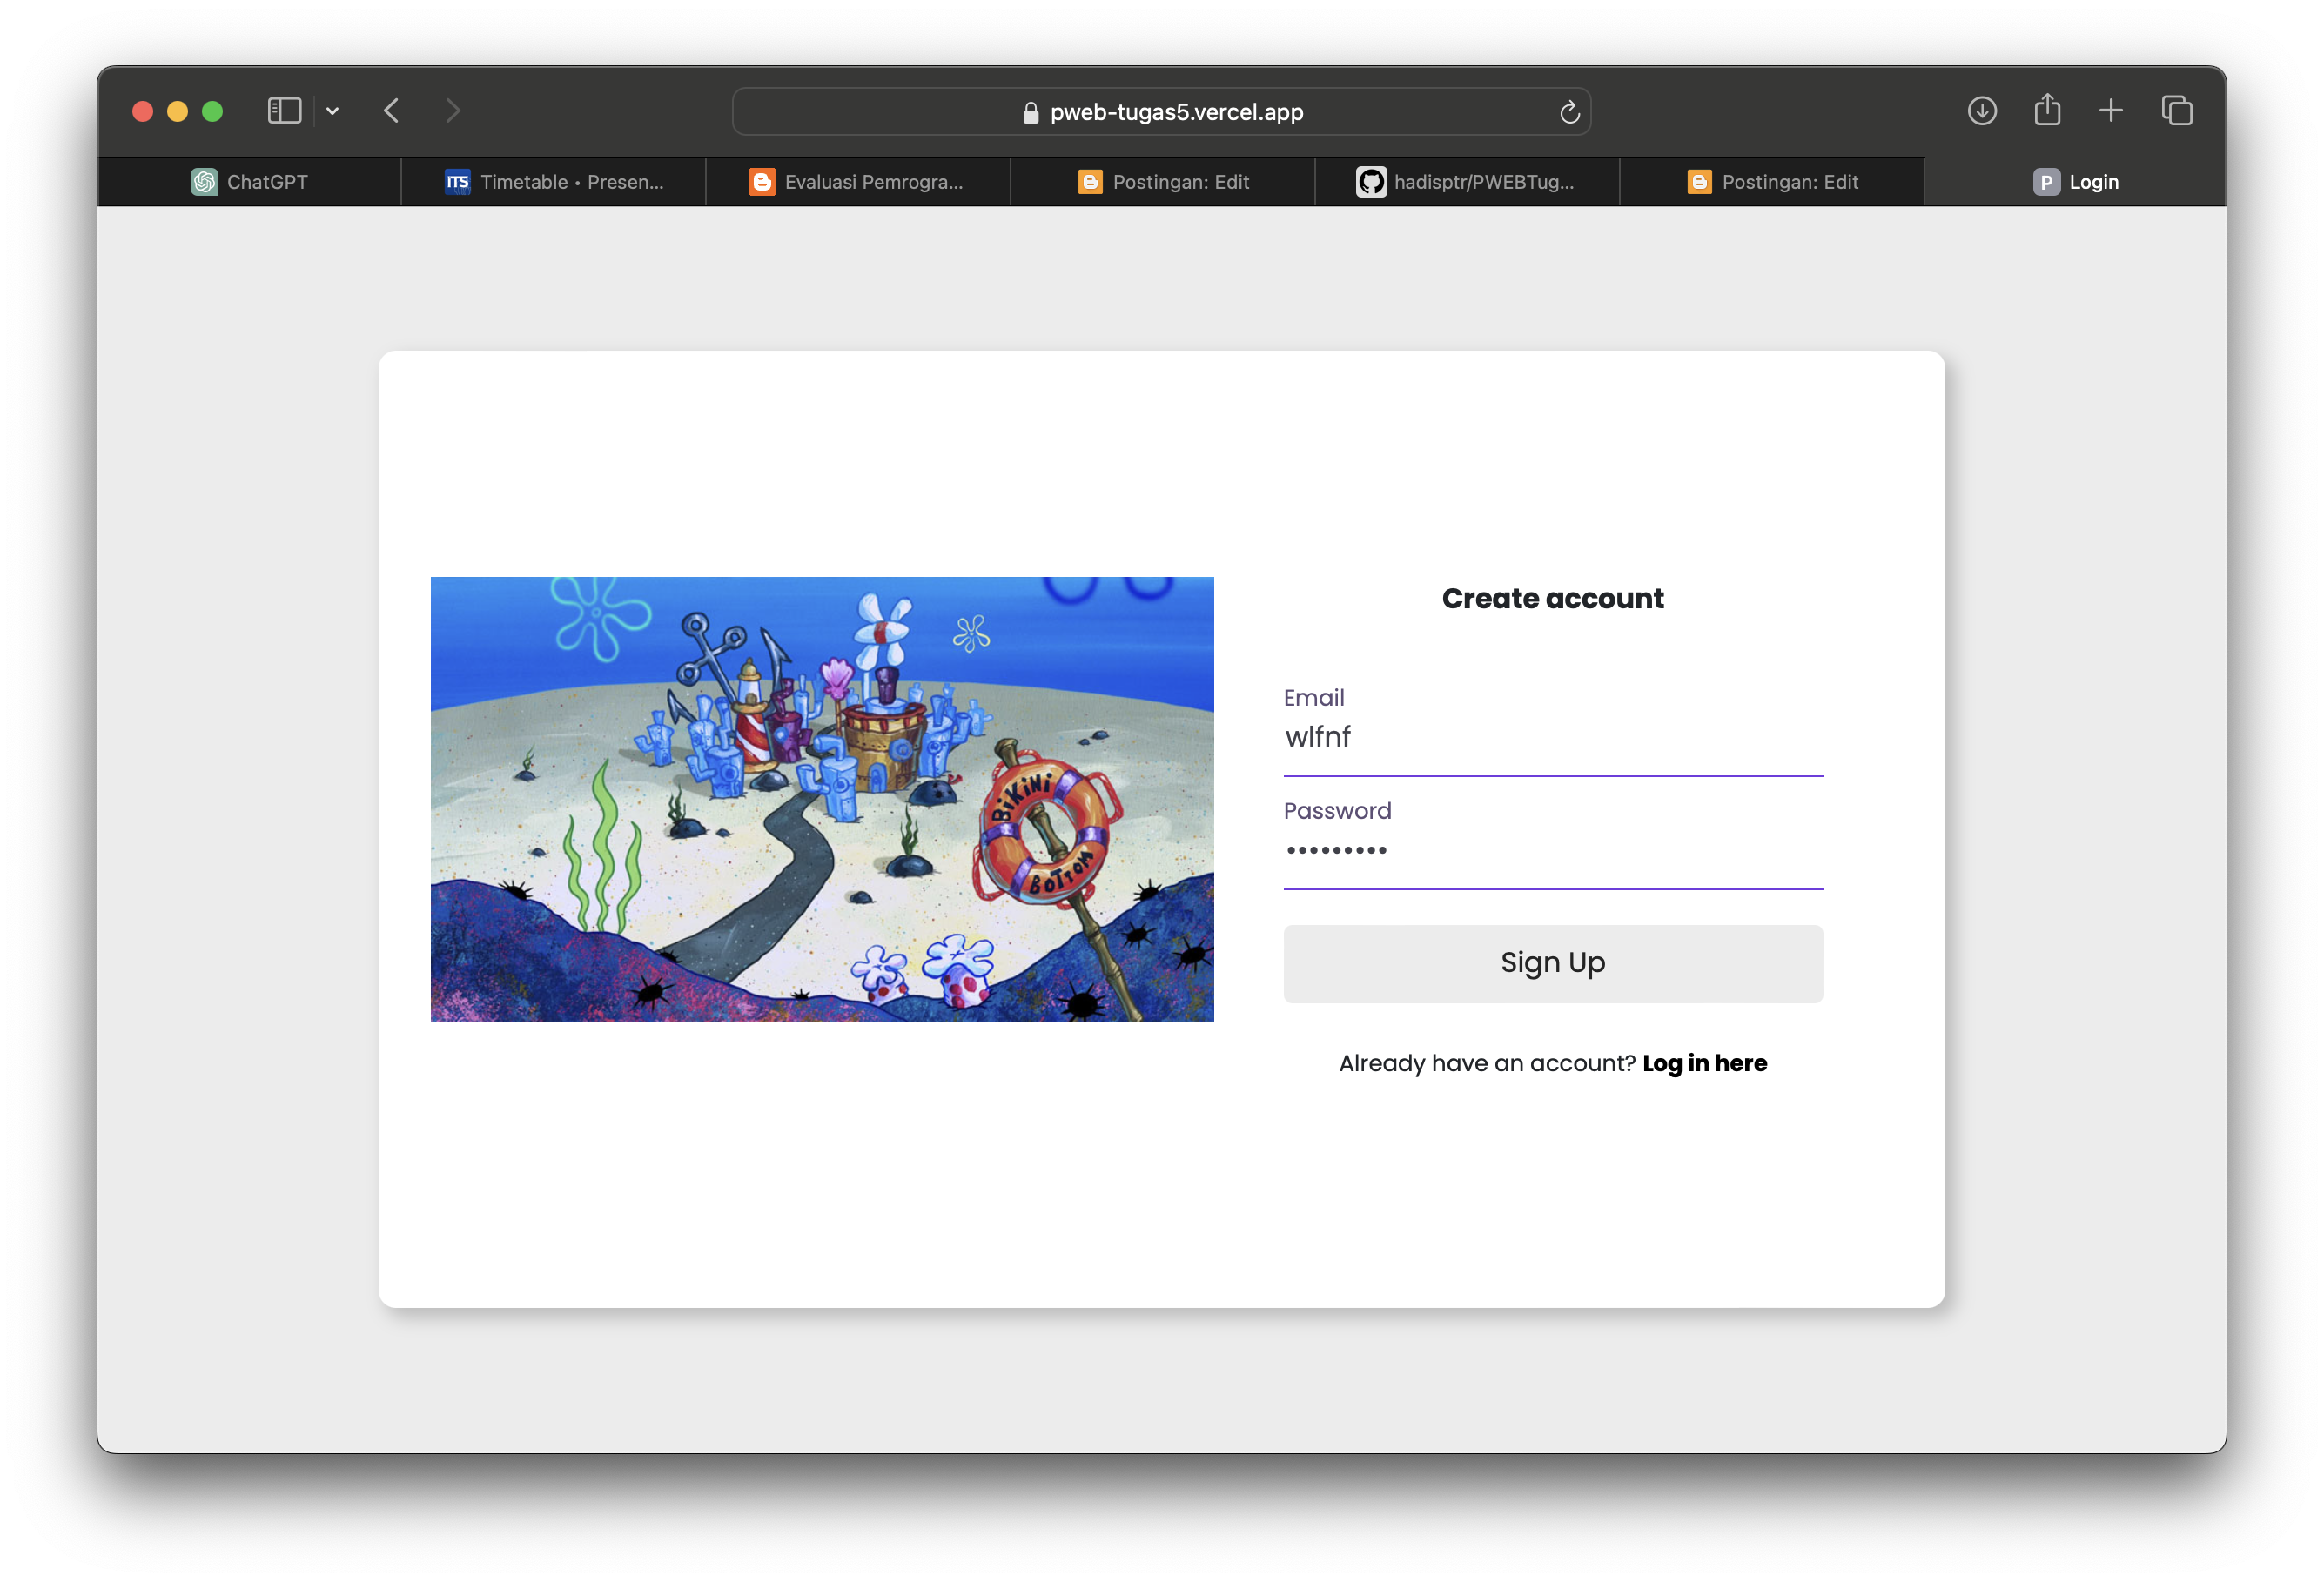 pweb-tugas5.vercel.app
ChatGPT
iTS Timetable • Presen...
Evaluasi Pemrogra...
Postingan: Edit
hadisptr/PWEBTug...
Postingan: Edit
P Login
Create account
Email
wlfnf
Password
•••••••••
Sign Up
Already have an account? Log in here
BIKINI
BOTTOM